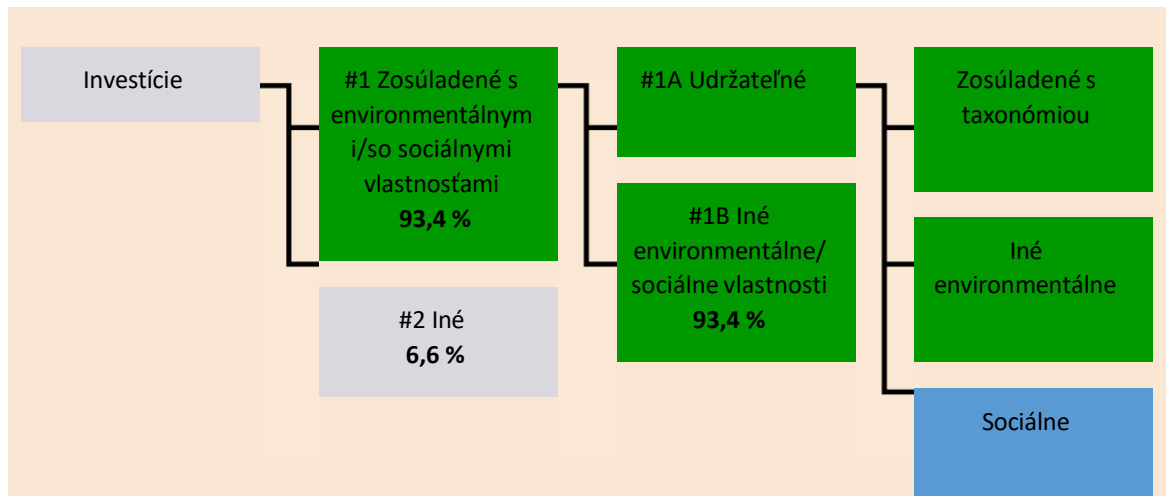 Investície
#1 Zosúladené s
environmentálnym
i/so sociálnymi
vlastnosťami
93,4 %
#2 Iné
6,6 %
#1A Udržateľné
#1B Iné
environmentálne/
sociálne vlastnosti
93,4 %
Zosúladené s
taxonómiou
Iné
environmentálne
Sociálne